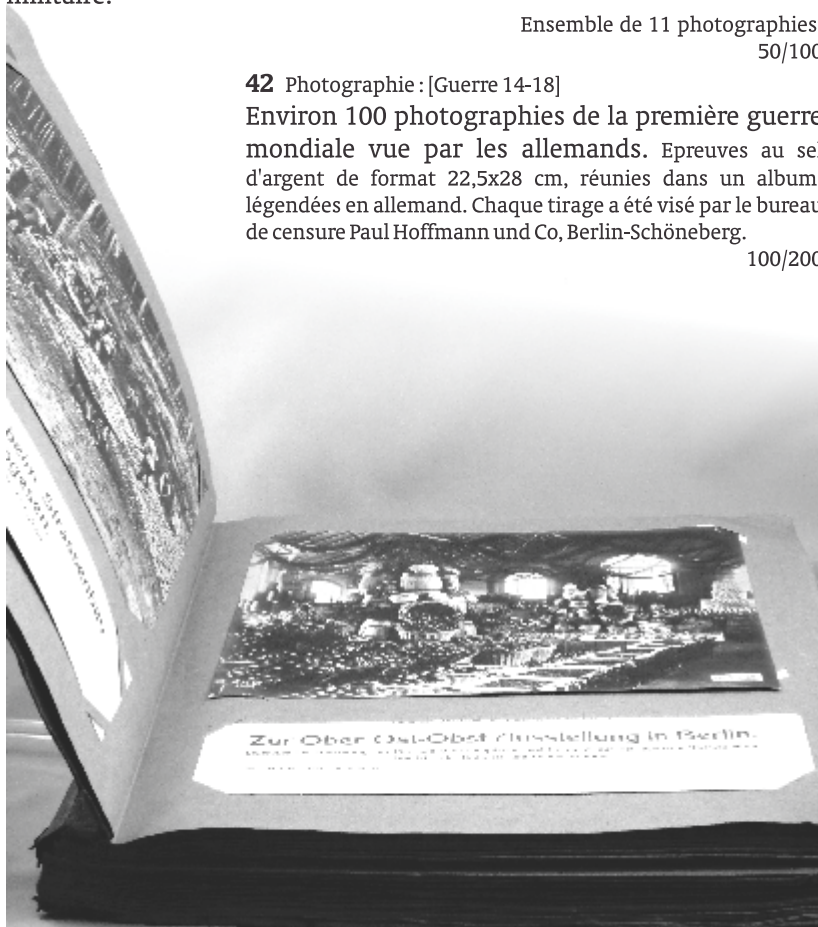 militaire.
Ensemble de 11 photographies
50/100
42 Photographie : [Guerre 14-18]
Environ 100 photographies de la première guerre
mondiale vue par les allemands. Epreuves au sel
d'argent de format 22,5x28 cm, réunies dans un album,
légendées en allemand. Chaque tirage a été visé par le bureau
de censure Paul Hoffmann und Co, Berlin-Schöneberg.
100/200
Zur Ober Ost-Obst Ausstellung in Berlin.